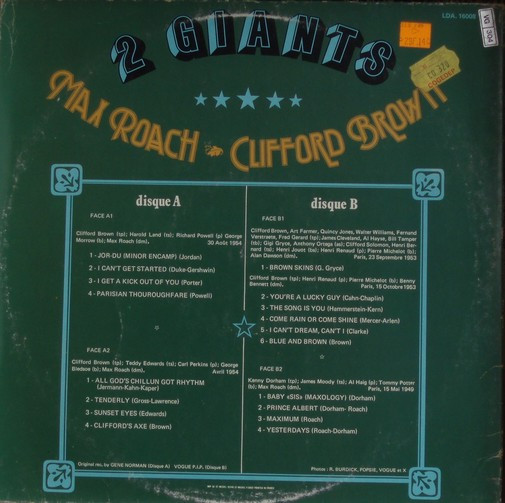 LDA. 16008
VG 304
2 GIANTS
MAX ROACH - CLIFFORD BROWN
disque A
FACE A1
Clifford Brown (tp); Harold Land (ts); Richard Powell (p) George
Morrow (b); Max Roach (dm). 30 Août 1954
1 - JOR-DU (MINOR ENCAMP) (Jordan)
2 - I CAN'T GET STARTED (Duke-Gershwin)
3 - I GET A KICK OUT OF YOU (Porter)
4 - PARISIAN THOUROUGHFARE (Powell)
FACE A2
Clifford Brown (tp); Teddy Edwards (ts); Carl Perkins (p); George
Bledsoe (b); Max Roach (dm). Avril 1954
1 - ALL GOD'S CHILLUN GOT RHYTHM
(Jermann-Kahn-Kaper)
2 - TENDERLY (Gross-Lawrence)
3 - SUNSET EYES (Edwards)
4 - CLIFFORD'S AXE (Brown)
disque B
FACE B1
Clifford Brown, Art Farmer, Quincy Jones, Walter Williams, Fernand
Verstraete, Fred Gerard (tp); James Cleveland, Al Hayse, Bill Tamper
(tb); Gigi Gryce, Anthony Ortega (as); Clifford Solomon, Henri Ber-
nard (ts); Henri Jouot (bs); Henri Renaud (p); Pierre Michelot (b);
Alan Dawson (dm). Paris, 23 Septembre 1953
1 - BROWN SKINS (G. Gryce)
Clifford Brown (tp); Henri Renaud (p); Pierre Michelot (b); Benny
Bennett (dm). Paris, 15 Octobre 1953
2 - YOU'RE A LUCKY GUY (Cahn-Chaplin)
3 - THE SONG IS YOU (Hammerstein-Kern)
4 - COME RAIN OR COME SHINE (Mercer-Arlen)
5 - I CAN'T DREAM, CAN'T I (Clarke)
6 - BLUE AND BROWN (Brown)
FACE B2
Kenny Dorham (tp); James Moody (ts); Al Haig (p); Tommy Potter
(b); Max Roach (dm). Paris, 15 Mai 1949
1 - BABY «SIS» (MAXOLOGY) (Dorham)
2 - PRINCE ALBERT (Dorham- Roach)
3 - MAXIMUM (Roach)
4 - YESTERDAYS (Roach-Dorham)
Original rec. by GENE NORMAN (Disque A) VOGUE P.I.P. (Disque B)
Photos : R. BURDICK, POPSIE, VOGUE et X